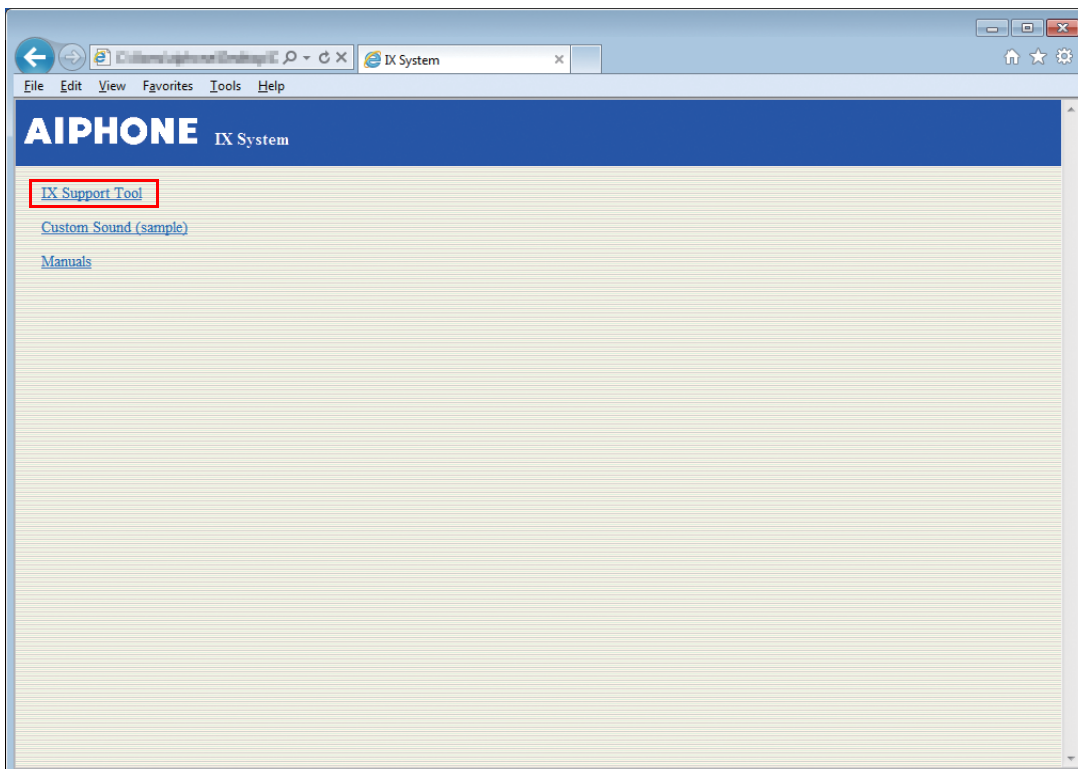 IX System
File Edit View Favorites Tools Help
AIPHONE IX System
IX Support Tool
Custom Sound (sample)
Manuals